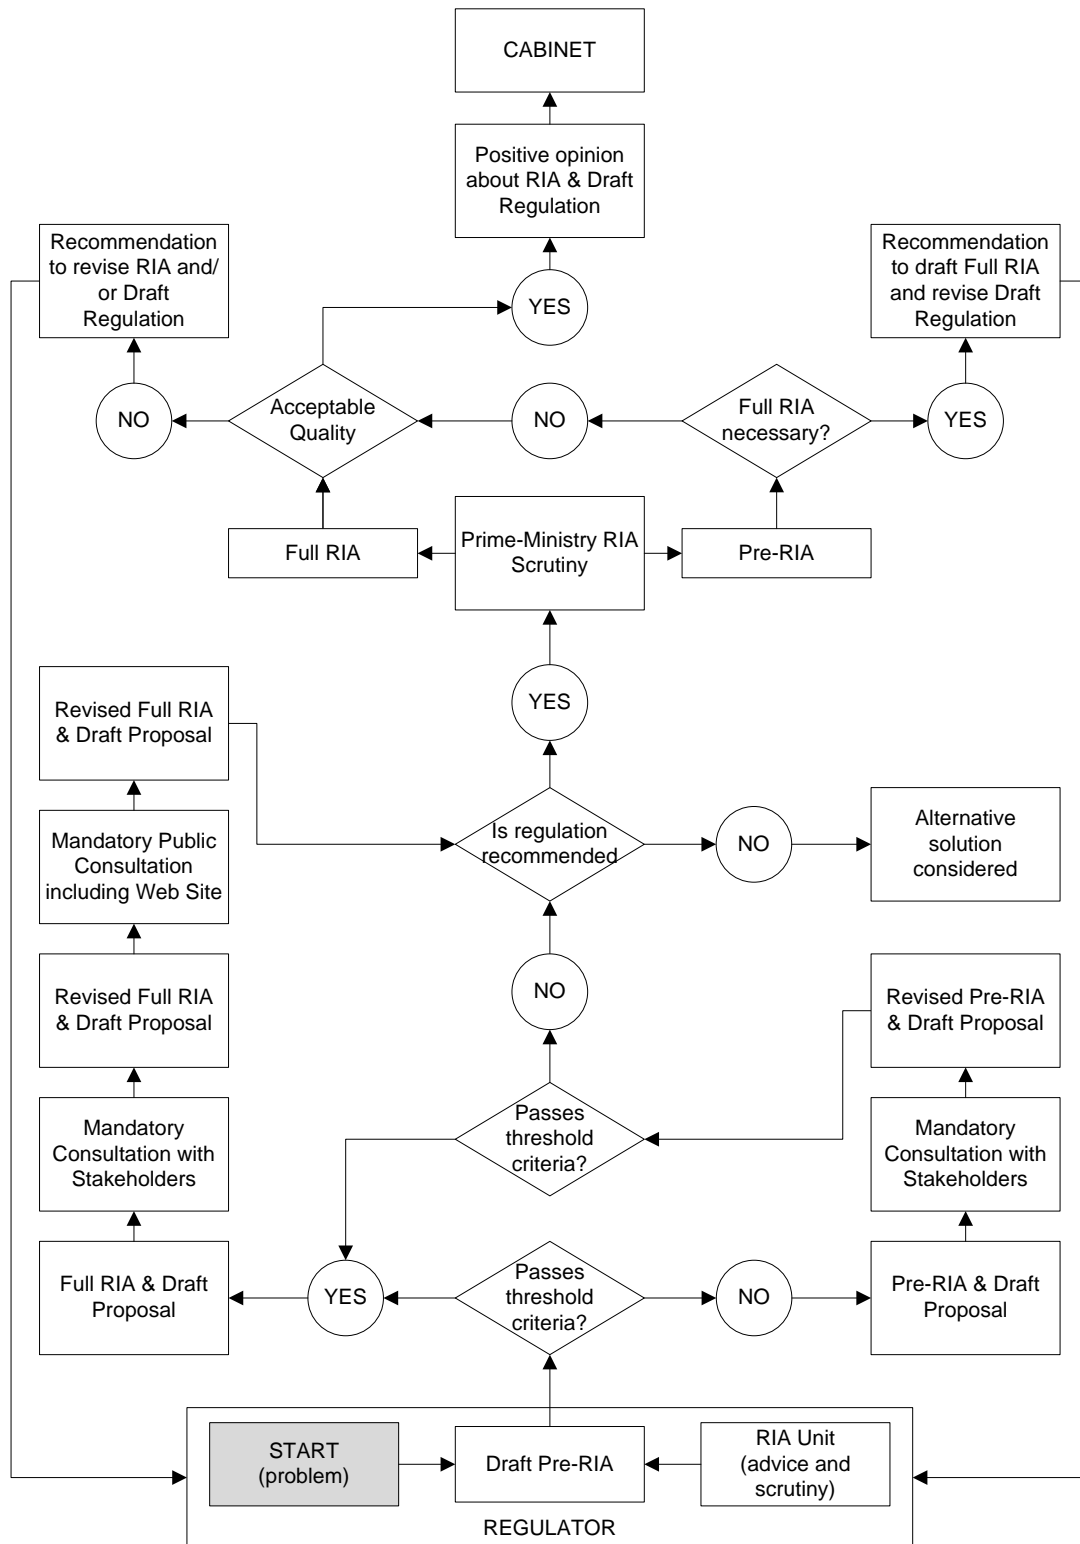 CABINET
Positive opinion
about RIA & Draft
Regulation
Recommendation
to revise RIA and/
or Draft
Regulation
Recommendation
to draft Full RIA
and revise Draft
Regulation
YES
NO
Acceptable
Quality
NO
Full RIA
necessary?
YES
Full RIA
Prime-Ministry RIA
Scrutiny
Pre-RIA
YES
Revised Full RIA
& Draft Proposal
Mandatory Public
Consultation
including Web Site
Is regulation
recommended
NO
Alternative
solution
considered
Revised Full RIA
& Draft Proposal
NO
Revised Pre-RIA
& Draft Proposal
Mandatory
Consultation with
Stakeholders
Passes
threshold
criteria?
Mandatory
Consultation with
Stakeholders
Full RIA & Draft
Proposal
YES
Passes
threshold
criteria?
NO
Pre-RIA & Draft
Proposal
START
(problem)
Draft Pre-RIA
RIA Unit
(advice and
scrutiny)
REGULATOR